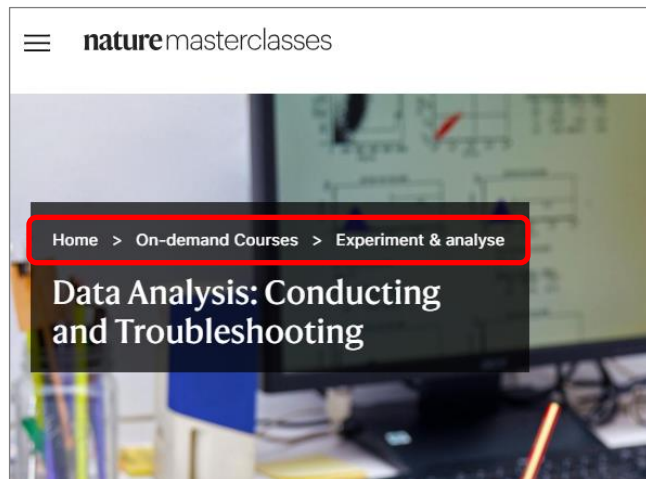 nature masterclasses
Home > On-demand Courses > Experiment & analyse
Data Analysis: Conducting
and Troubleshooting